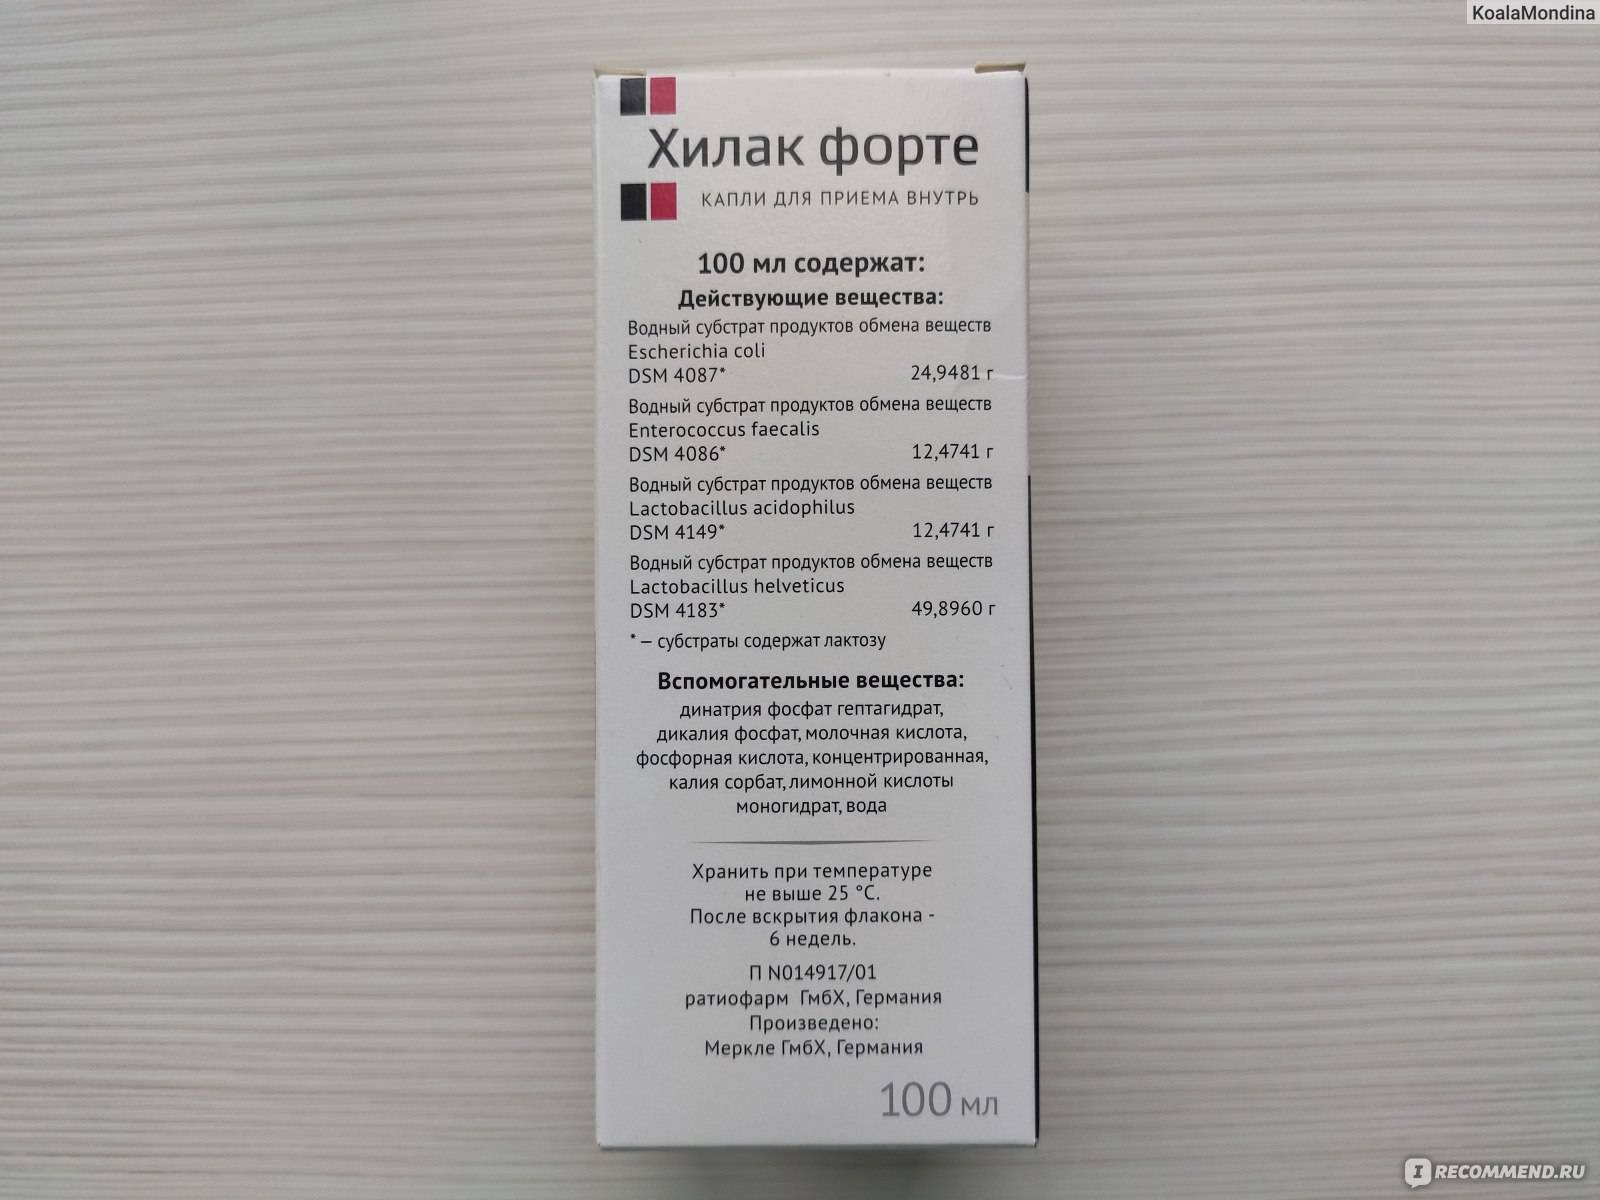 KoalaMondina
Хилак форте
КАПЛИ ДЛЯ ПРИЕМА ВНУТРЬ
100 мл содержат:
Действующие вещества:
Водный субстрат продуктов обмена веществ
Escherichia coli
DSM 4087* 24,9481 г
Водный субстрат продуктов обмена веществ
Enterococcus faecalis
DSM 4086* 12,4741 г
Водный субстрат продуктов обмена веществ
Lactobacillus acidophilus
DSM 4149* 12,4741 г
Водный субстрат продуктов обмена веществ
Lactobacillus helveticus
DSM 4183* 49,8960 г
* — субстраты содержат лактозу
Вспомогательные вещества:
динатрия фосфат гептагидрат,
дикалия фосфат, молочная кислота,
фосфорная кислота, концентрированная,
калия сорбат, лимонной кислоты
моногидрат, вода
Хранить при температуре
не выше 25 °C.
После вскрытия флакона -
6 недель.
П N014917/01
ратиофарм ГмбХ, Германия
Произведено:
Меркле ГмбХ, Германия
100 мл
I RECOMMEND.RU